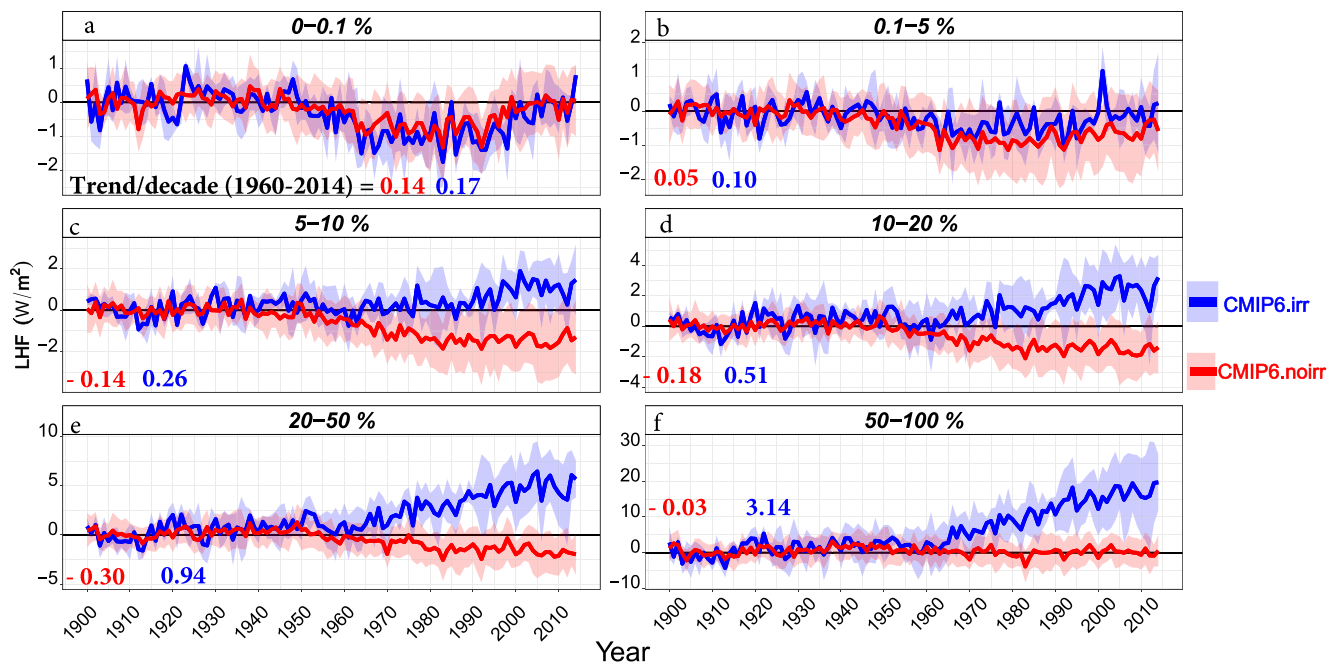 a
0−0.1 %
b
0.1−5 %
1
0
−1
−2
Trend/decade (1960-2014) = 0.14 0.17
2
1
0
−1
−2
0.05 0.10
c
5−10 %
d
10−20 %
2
0
−2
- 0.14 0.26
4
2
0
−2
−4
- 0.18 0.51
LHF (W/m²)
CMIP6.irr
CMIP6.noirr
e
20−50 %
f
50−100 %
10
5
0
−5
- 0.30 0.94
30
20
10
0
−10
- 0.03 3.14
1900 1910 1920 1930 1940 1950 1960 1970 1980 1990 2000 2010
1900 1910 1920 1930 1940 1950 1960 1970 1980 1990 2000 2010
Year